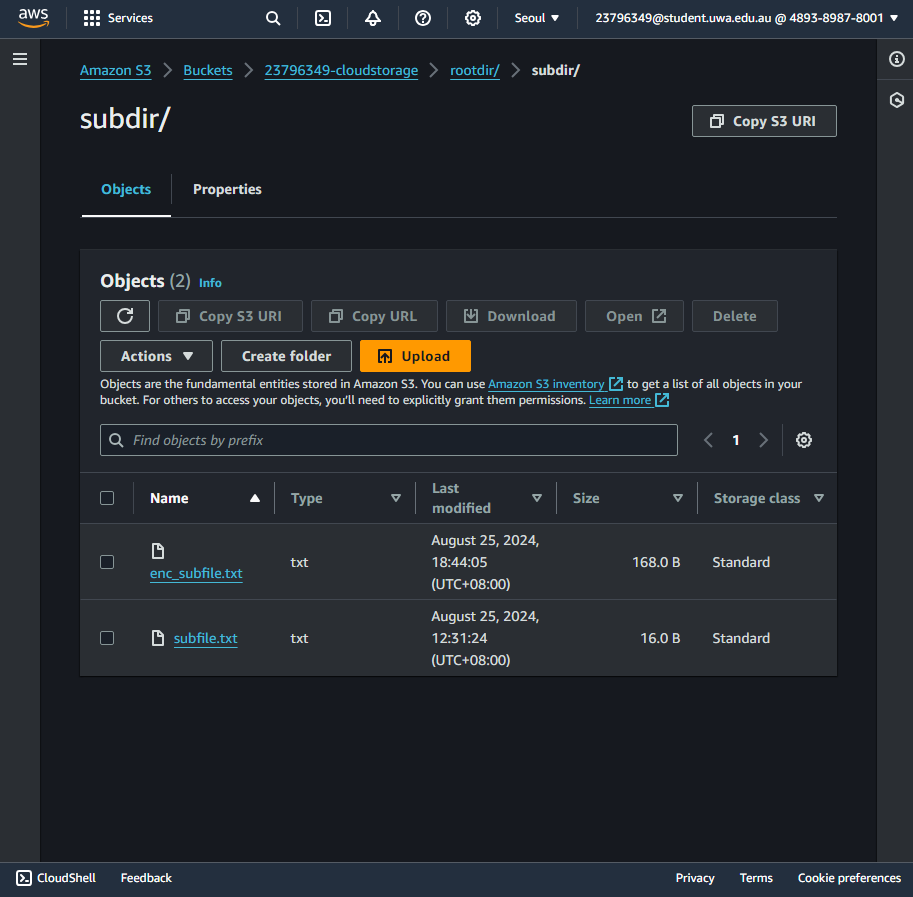 aws Services Seoul 23796349@student.uwa.edu.au @ 4893-8987-8001
Amazon S3 Buckets 23796349-cloudstorage rootdir/ subdir/
subdir/
Copy S3 URI
Objects Properties
Objects (2) Info
Copy S3 URI Copy URL Download Open Delete
Actions Create folder Upload
Objects are the fundamental entities stored in Amazon S3. You can use Amazon S3 inventory to get a list of all objects in your
bucket. For others to access your objects, you'll need to explicitly grant them permissions. Learn more
Find objects by prefix 1
Name Type Last modified Size Storage class
enc_subfile.txt txt August 25, 2024, 18:44:05 (UTC+08:00) 168.0 B Standard
subfile.txt txt August 25, 2024, 12:31:24 (UTC+08:00) 16.0 B Standard
CloudShell Feedback Privacy Terms Cookie preferences